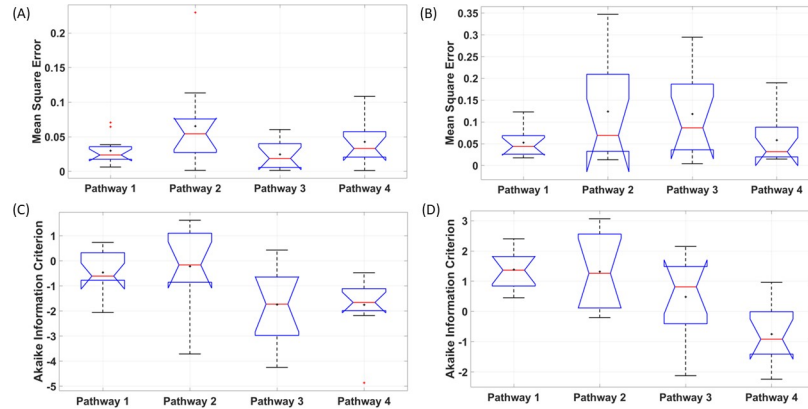 (A)
Mean Square Error
0.2
0.15
0.1
0.05
0
Pathway 1 Pathway 2 Pathway 3 Pathway 4
(B)
Mean Square Error
0.35
0.3
0.25
0.2
0.15
0.1
0.05
0
Pathway 1 Pathway 2 Pathway 3 Pathway 4
(C)
Akaike Information Criterion
1
0
-1
-2
-3
-4
-5
Pathway 1 Pathway 2 Pathway 3 Pathway 4
(D)
Akaike Information Criterion
3
2
1
0
-1
-2
Pathway 1 Pathway 2 Pathway 3 Pathway 4